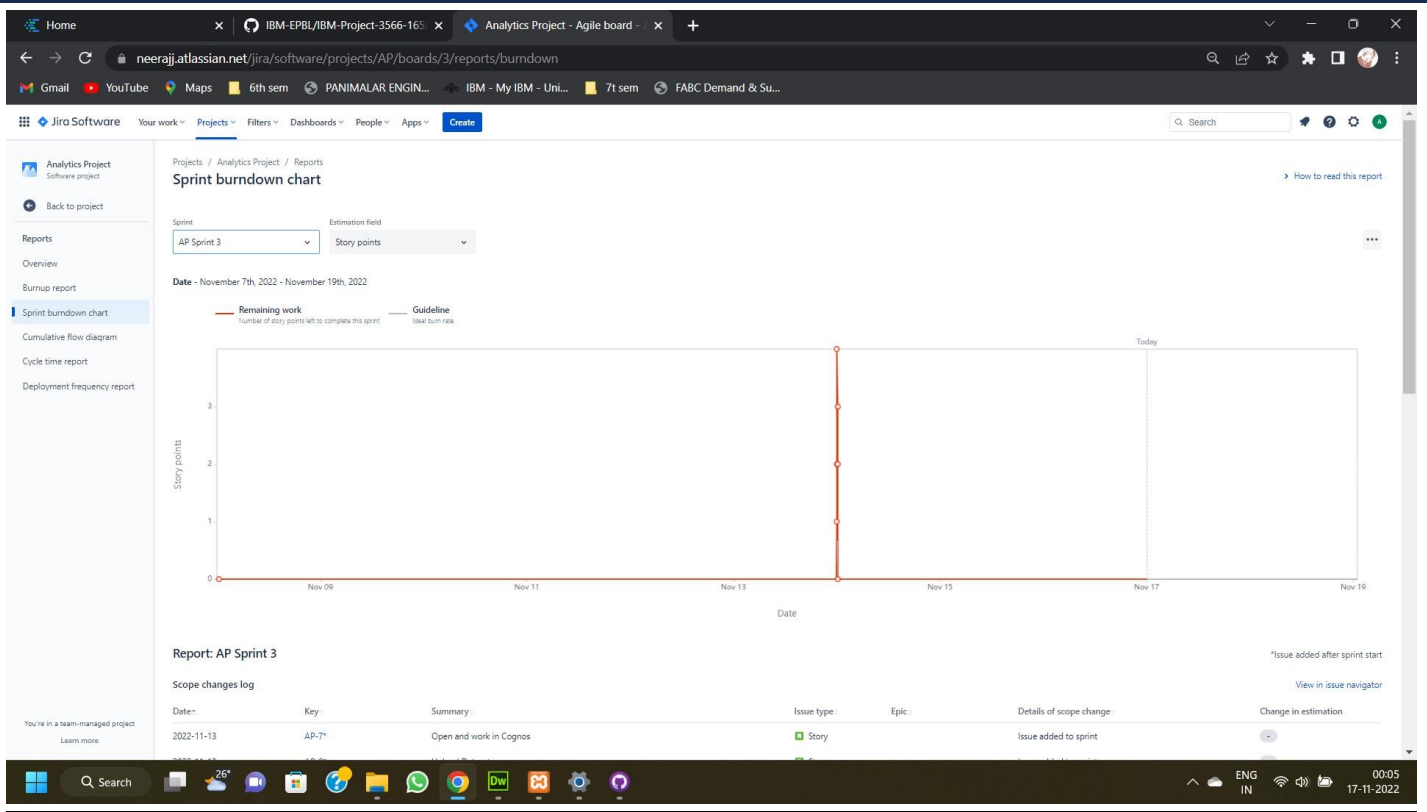 Home
IBM-EPBL/IBM-Project-3566-165
Analytics Project - Agile board -
neerajj.atlassian.net/jira/software/projects/AP/boards/3/reports/burndown
Gmail YouTube Maps 6th sem PANIMALAR ENGIN... IBM - My IBM - Uni... 7t sem FABC Demand & Su...
Jira Software Your work Projects Filters Dashboards People Apps Create Search A
Analytics Project
Software project
Back to project
Reports
Overview
Burnup report
Sprint burndown chart
Cumulative flow diagram
Cycle time report
Deployment frequency report
You're in a team-managed project
Learn more
Projects / Analytics Project / Reports
Sprint burndown chart
How to read this report
Sprint Estimation field
AP Sprint 3 Story points
Date - November 7th, 2022 - November 19th, 2022
Remaining work
Number of story points left to complete this sprint
Guideline
Ideal burn rate
Today
Story points
3
2
1
0
Nov 09 Nov 11 Nov 13 Nov 15 Nov 17 Nov 19
Date
Report: AP Sprint 3
*Issue added after sprint start
Scope changes log
View in issue navigator
Date Key Summary Issue type Epic Details of scope change Change in estimation
2022-11-13 AP-7* Open and work in Cognos Story Issue added to sprint -
Search 26° Dw ENG 00:05
IN 17-11-2022